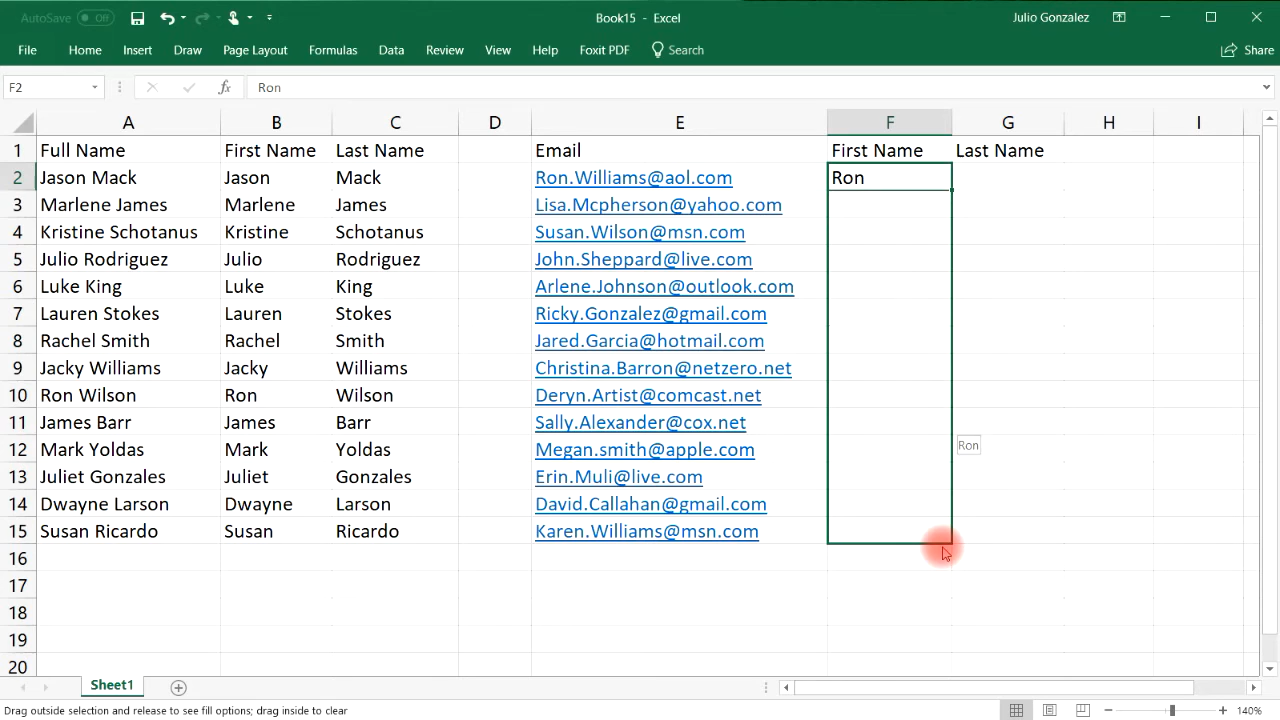 AutoSave Off Book15 - Excel Julio Gonzalez
File Home Insert Draw Page Layout Formulas Data Review View Help Foxit PDF Search Share
F2 fx Ron
A B C D E F G H I
1 Full Name First Name Last Name Email First Name Last Name
2 Jason Mack Jason Mack Ron.Williams@aol.com Ron
3 Marlene James Marlene James Lisa.Mcpherson@yahoo.com
4 Kristine Schotanus Kristine Schotanus Susan.Wilson@msn.com
5 Julio Rodriguez Julio Rodriguez John.Sheppard@live.com
6 Luke King Luke King Arlene.Johnson@outlook.com
7 Lauren Stokes Lauren Stokes Ricky.Gonzalez@gmail.com
8 Rachel Smith Rachel Smith Jared.Garcia@hotmail.com
9 Jacky Williams Jacky Williams Christina.Barron@netzero.net
10 Ron Wilson Ron Wilson Deryn.Artist@comcast.net
11 James Barr James Barr Sally.Alexander@cox.net
12 Mark Yoldas Mark Yoldas Megan.smith@apple.com Ron
13 Juliet Gonzales Juliet Gonzales Erin.Muli@live.com
14 Dwayne Larson Dwayne Larson David.Callahan@gmail.com
15 Susan Ricardo Susan Ricardo Karen.Williams@msn.com
16
17
18
19
20
Sheet1
Drag outside selection and release to see fill options; drag inside to clear 140%